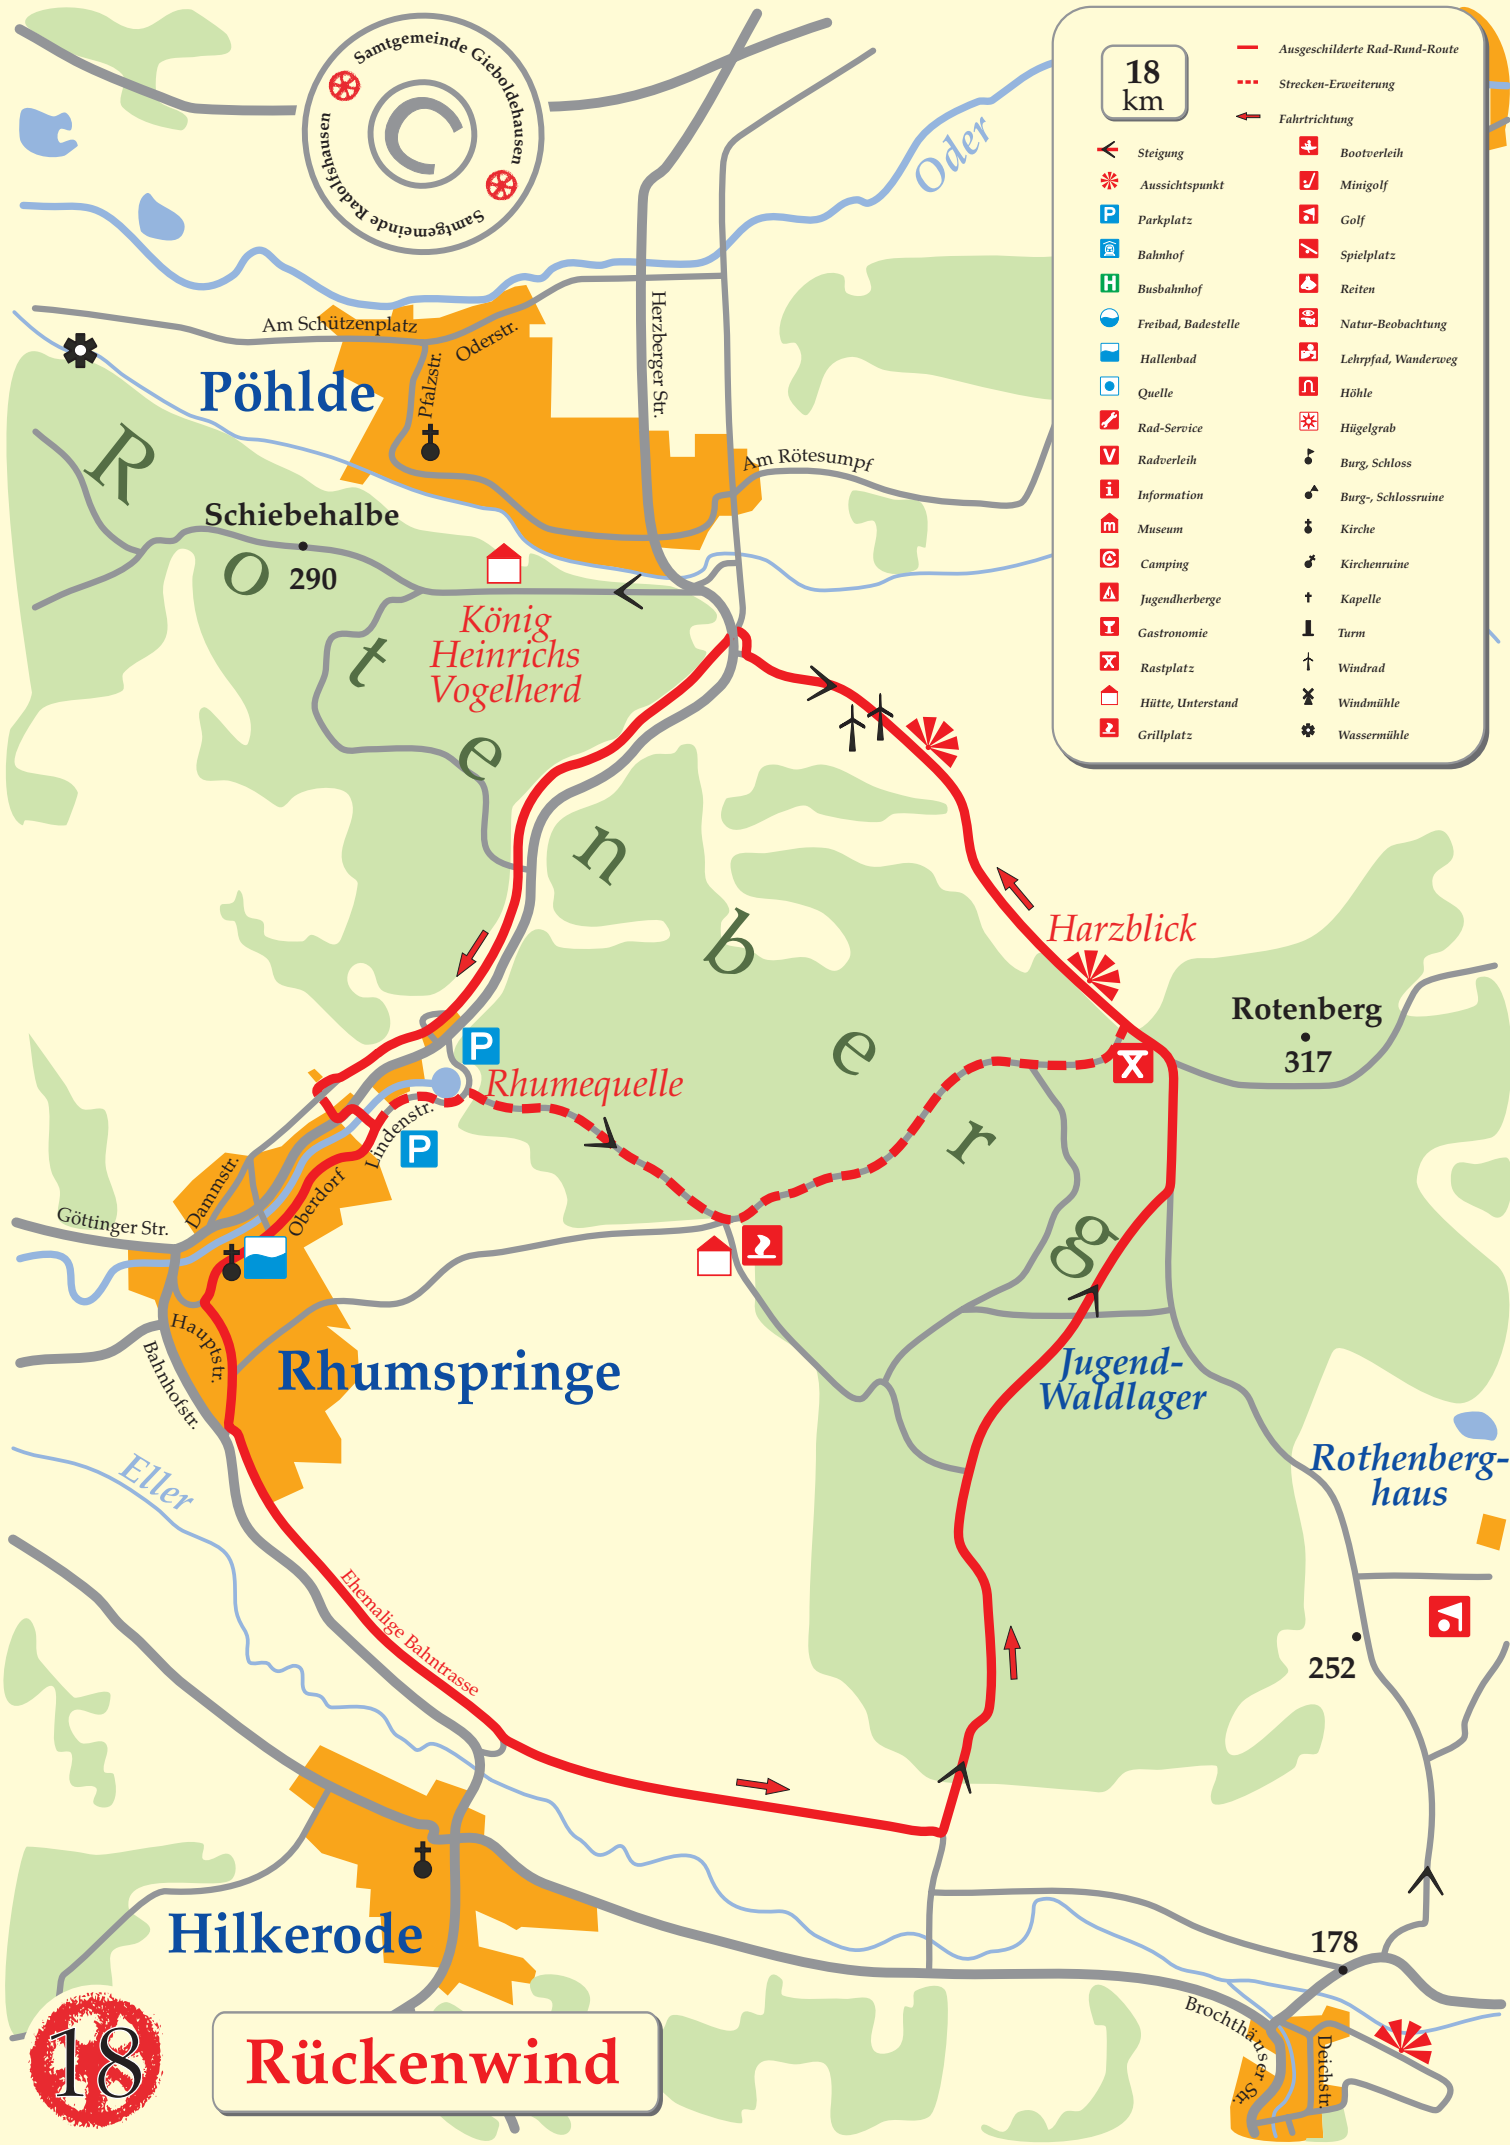 Samtgemeinde Gieboldehausen
Samtgemeinde Radolfshausen
18
km
Ausgeschilderte Rad-Rund-Route
Strecken-Erweiterung
Fahrtrichtung
Steigung
Aussichtspunkt
P Parkplatz
Bahnhof
H Busbahnhof
Freibad, Badestelle
Hallenbad
Quelle
Rad-Service
V Radverleih
i Information
m Museum
C Camping
Jugendherberge
Gastronomie
Rastplatz
Hütte, Unterstand
Grillplatz
Bootverleih
Minigolf
Golf
Spielplatz
Reiten
Natur-Beobachtung
Lehrpfad, Wanderweg
Höhle
Hügelgrab
Burg, Schloss
Burg-, Schlossruine
Kirche
Kirchenruine
Kapelle
Turm
Windrad
Windmühle
Wassermühle
Oder
Herzberger Str.
Am Schützenplatz
Oderstr.
Pfalzstr.
Pöhlde
Am Rötesumpf
Rotenberg
Schiebehalbe
290
König
Heinrichs
Vogelherd
Harzblick
Rotenberg
317
P
Rhumequelle
Lindenstr.
P
Dammstr.
Oberdorf
Göttinger Str.
Hauptstr.
Bahnhofstr.
Rhumspringe
Jugend-
Waldlager
Rothenberg-
haus
Eller
Ehemalige Bahntrasse
252
Hilkerode
178
Brochthäuser Str.
Deichstr.
18
Rückenwind